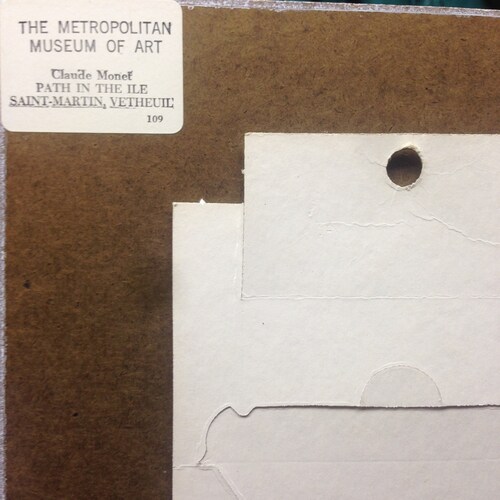 THE METROPOLITAN
MUSEUM OF ART
Claude Monet
PATH IN THE ILE
SAINT-MARTIN, VETHEUIL
109